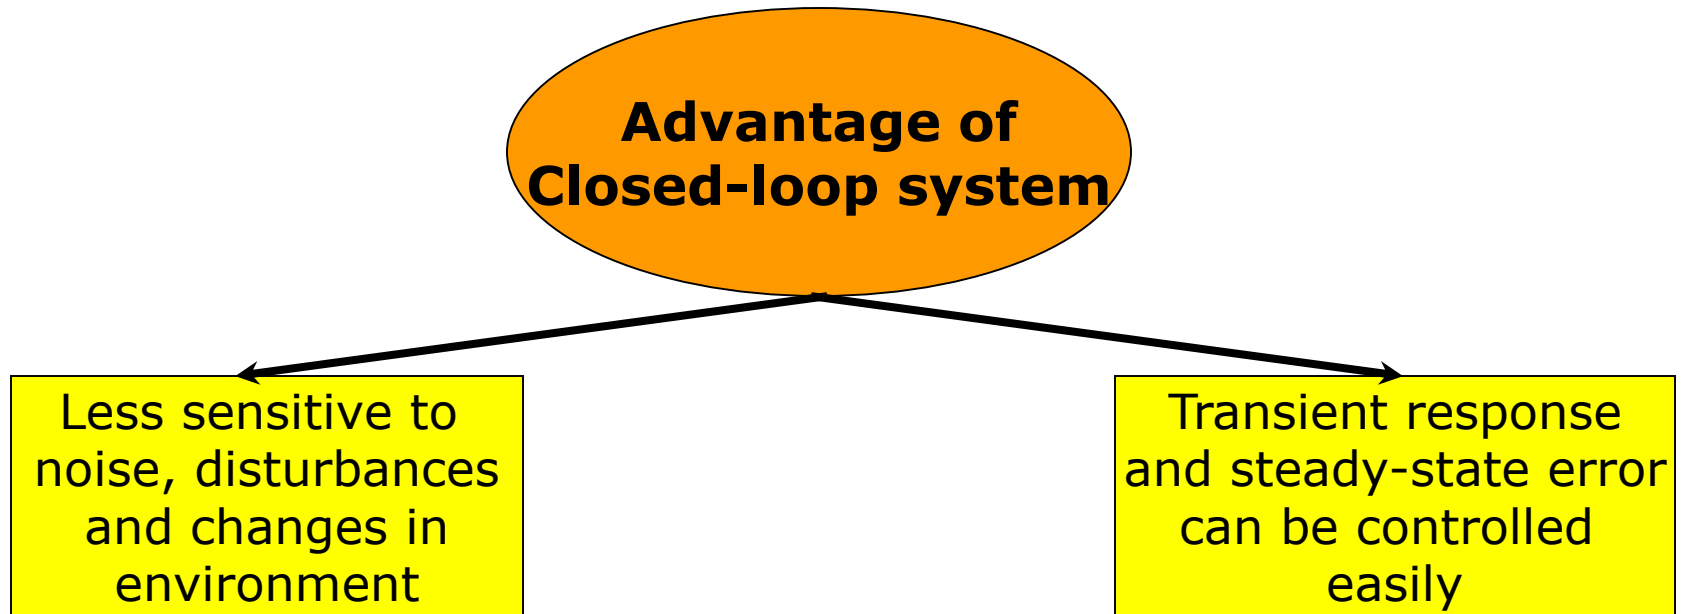 Advantage of
Closed-loop system
Less sensitive to
noise, disturbances
and changes in
environment
Transient response
and steady-state error
can be controlled
easily